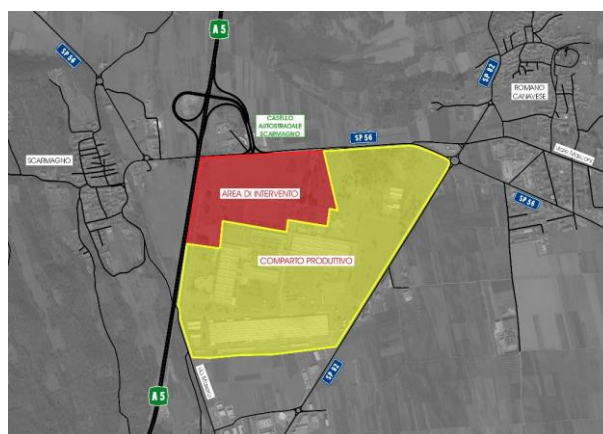 A 5
SP 56
SP 82
ROMANO
CANAVESE
CASELLO
AUTOSTRADALE
SCARMAGNO
SP 56
SCARMAGNO
AREA DI INTERVENTO
SP 56
COMPARTO PRODUTTIVO
SP 82
A 5